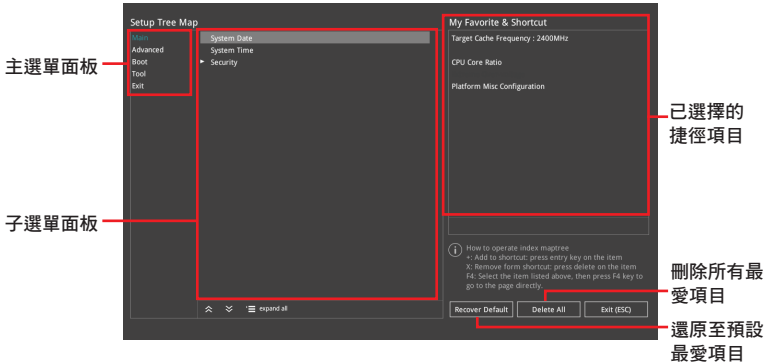 Setup Tree Map
Main
Advanced
Boot
Tool
Exit
System Date
System Time
Security
expand all
My Favorite & Shortcut
Target Cache Frequency : 2400MHz
CPU Core Ratio
Platform Misc Configuration
How to operate index maptree
+: Add to shortcut: press entry key on the item
X: Remove form shortcut: press delete on the item
F4: Select the item listed above, then press F4 key to
go to the page directly.
Recover Default
Delete All
Exit (ESC)
主選單面板
子選單面板
已選擇的
捷徑項目
刪除所有最
愛項目
還原至預設
最愛項目